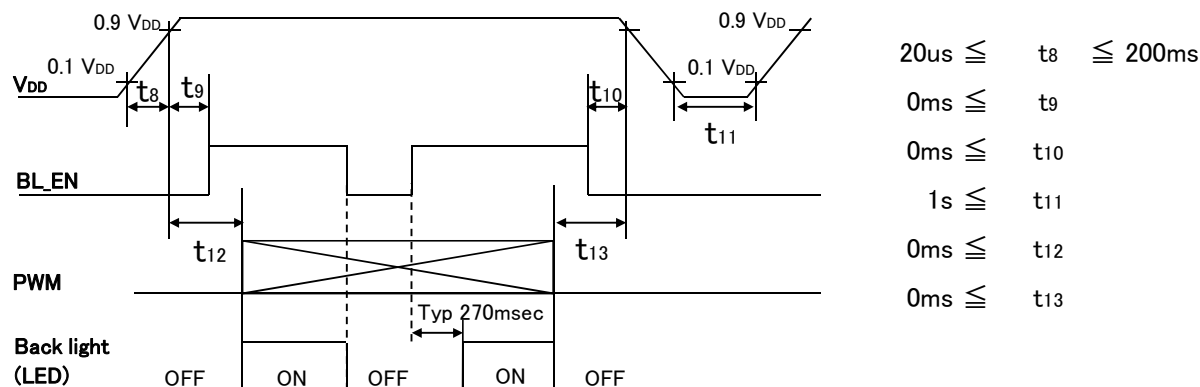 0.9 VDD
0.9 VDD
0.1 VDD
0.1 VDD
VDD
t8
t9
t10
t11
BL_EN
t12
t13
PWM
Typ 270msec
Back light
(LED)
OFF
ON
OFF
ON
OFF
20us ≦ t8 ≦ 200ms
0ms ≦ t9
0ms ≦ t10
1s ≦ t11
0ms ≦ t12
0ms ≦ t13